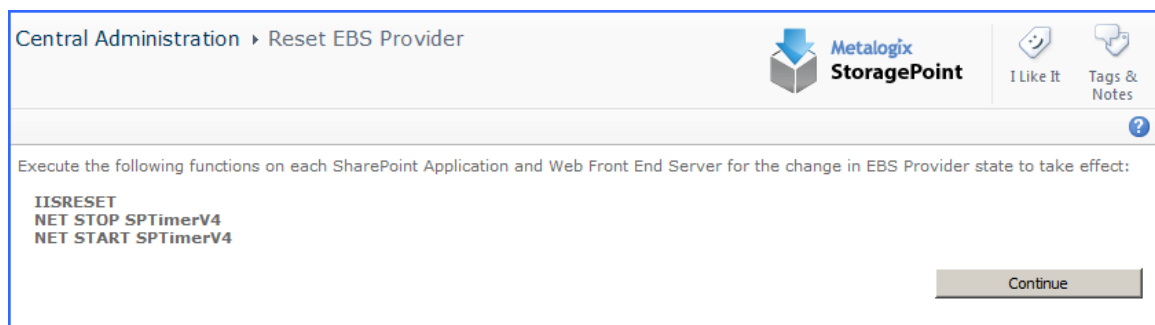 Central Administration ▸ Reset EBS Provider
Metalogix
StoragePoint
I Like It
Tags &
Notes
?
Execute the following functions on each SharePoint Application and Web Front End Server for the change in EBS Provider state to take effect:
IISRESET
NET STOP SPTimerV4
NET START SPTimerV4
Continue